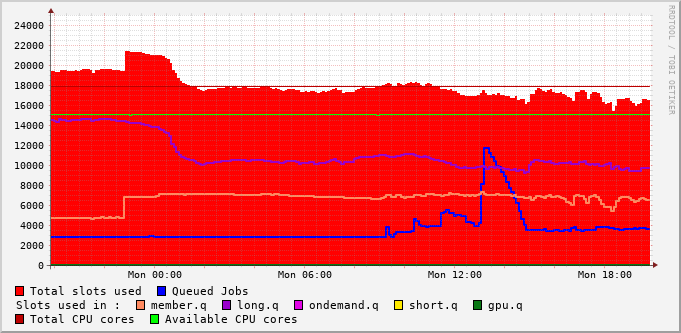 RRDTOOL / TOBI OETIKER
24000
22000
20000
18000
16000
14000
12000
10000
8000
6000
4000
2000
0
Mon 00:00 Mon 06:00 Mon 12:00 Mon 18:00
Total slots used Queued Jobs
Slots used in : member.q long.q ondemand.q short.q gpu.q
Total CPU cores Available CPU cores